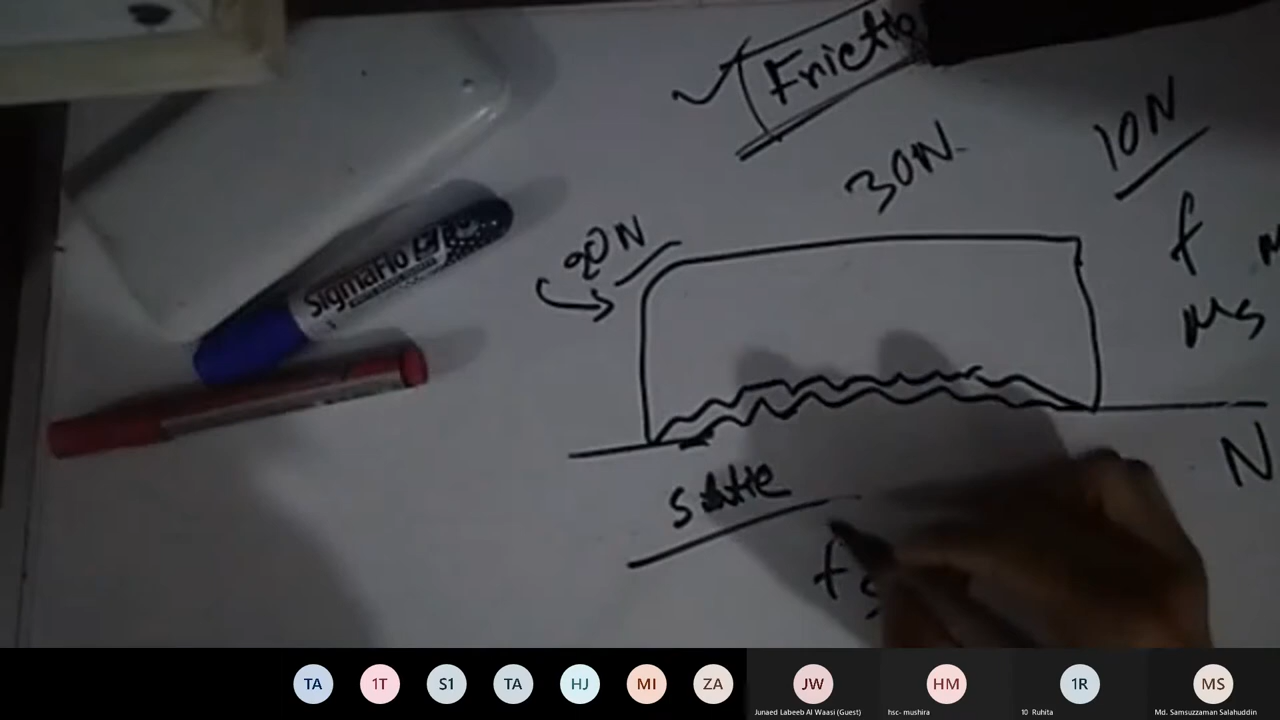 Frictio
30N
10N
20N
f
μs
SigmaFlo
N
static
fs
TA
1T
S1
TA
HJ
MI
ZA
JW
HM
1R
MS
Junaed Labeeb Al Waasi (Guest)
hsc- mushira
10 Ruhita
Md. Samsuzzaman Salahuddin